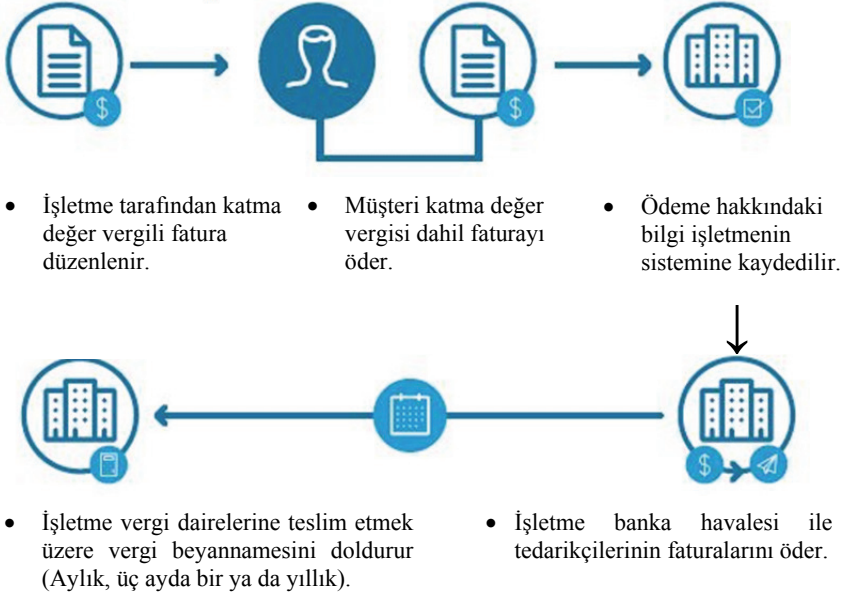 $
$
• İşletme tarafından katma
değer vergili fatura
düzenlenir.
• Müşteri katma değer
vergisi dahil faturayı
öder.
• Ödeme hakkındaki
bilgi işletmenin
sistemine kaydedilir.
$
• İşletme vergi dairelerine teslim etmek
üzere vergi beyannamesini doldurur
(Aylık, üç ayda bir ya da yıllık).
• İşletme banka havalesi ile
tedarikçilerinin faturalarını öder.